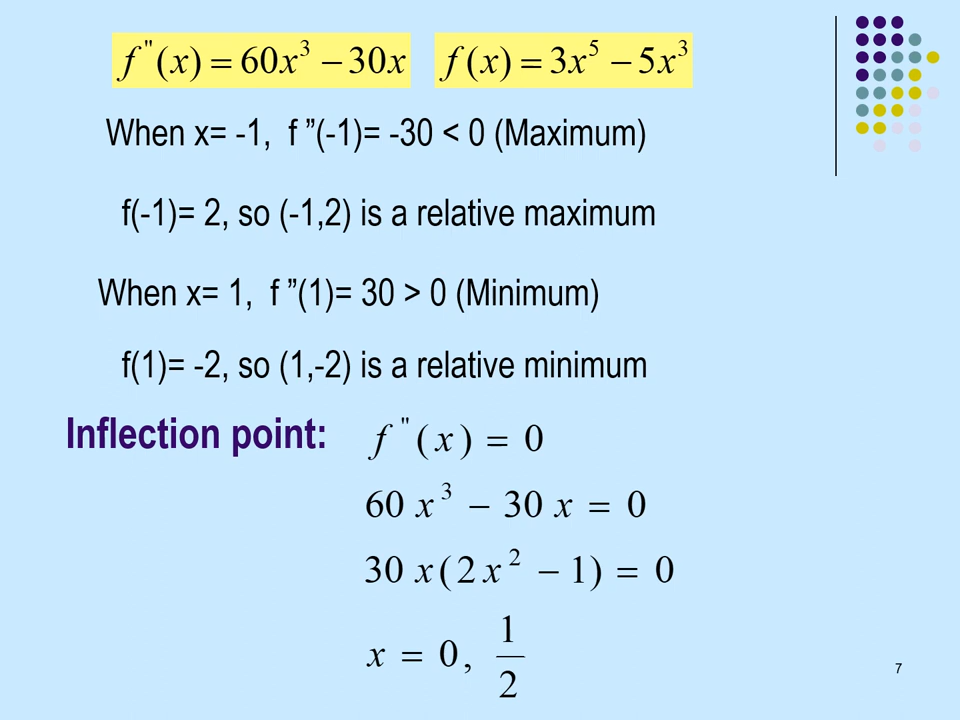 f"(x) = 60x³ − 30x f(x) = 3x⁵ − 5x³
When x= -1, f ”(-1)= -30 < 0 (Maximum)
f(-1)= 2, so (-1,2) is a relative maximum
When x= 1, f ”(1)= 30 > 0 (Minimum)
f(1)= -2, so (1,-2) is a relative minimum
Inflection point: f "(x) = 0
60 x³ − 30 x = 0
30 x(2 x² − 1) = 0
x = 0, 1/2
7